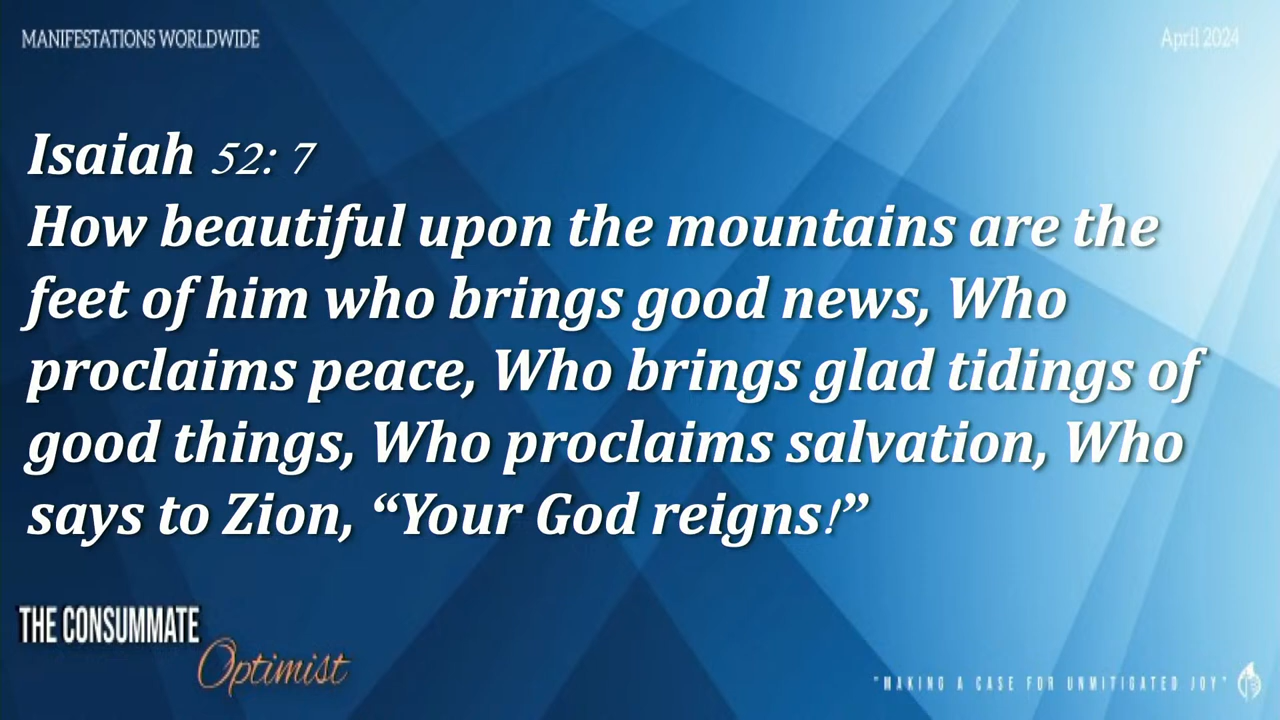 MANIFESTATIONS WORLDWIDE
April 2024
Isaiah 52: 7
How beautiful upon the mountains are the
feet of him who brings good news, Who
proclaims peace, Who brings glad tidings of
good things, Who proclaims salvation, Who
says to Zion, “Your God reigns!”
THE CONSUMMATE
Optimist
"MAKING A CASE FOR UNMITIGATED JOY"